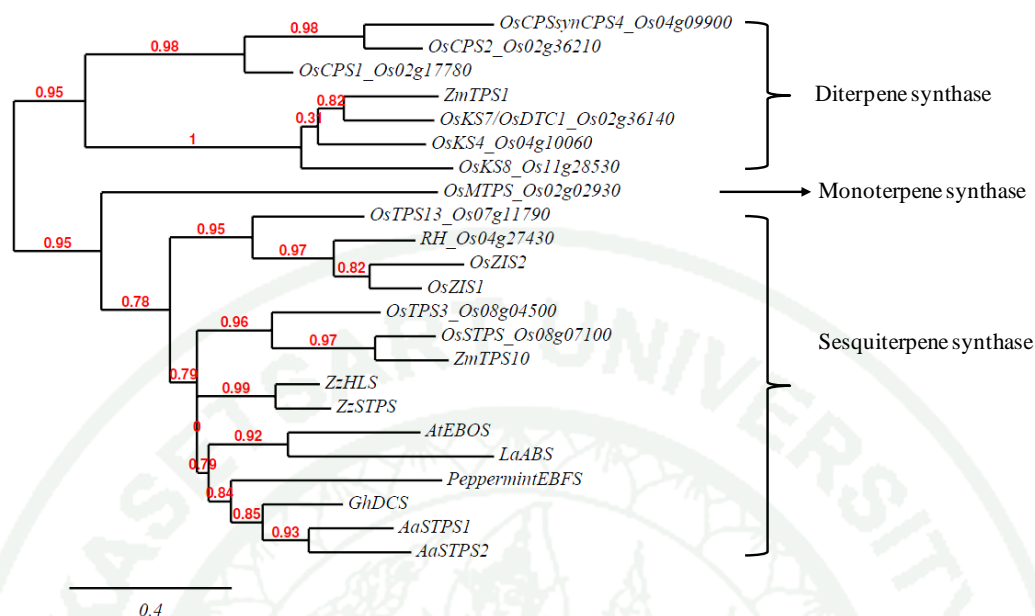 0.98
OsCPSsynCPS4_Os04g09900
0.98
OsCPS2_Os02g36210
OsCPS1_Os02g17780
0.95
0.82
ZmTPS1
Diterpene synthase
0.31
OsKS7/OsDTC1_Os02g36140
1
OsKS4_Os04g10060
OsKS8_Os11g28530
OsMTPS_Os02g02930
Monoterpene synthase
0.95
OsTPS13_Os07g11790
0.95
RH_Os04g27430
0.97
OsZIS2
0.82
OsZIS1
0.78
OsTPS3_Os08g04500
0.96
OsSTPS_Os08g07100
0.97
ZmTPS10
Sesquiterpene synthase
0.79
ZzHLS
0.99
ZzSTPS
0
AtEBOS
0.92
LaABS
0.79
PeppermintEBFS
0.84
GhDCS
0.85
AaSTPS1
0.93
AaSTPS2
0.4
KASETSART UNIVERSITY